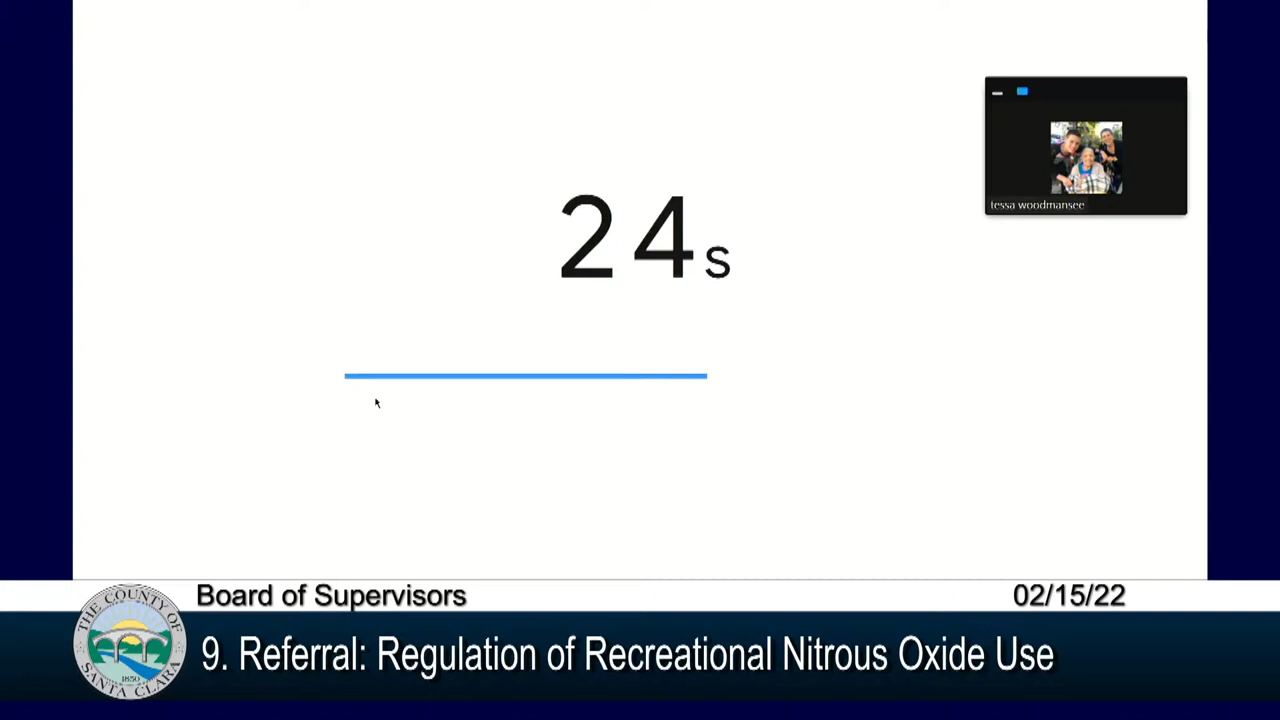 24s
tessa woodmansee
Board of Supervisors
02/15/22
THE COUNTY OF
SANTA CLARA
1850
9. Referral: Regulation of Recreational Nitrous Oxide Use